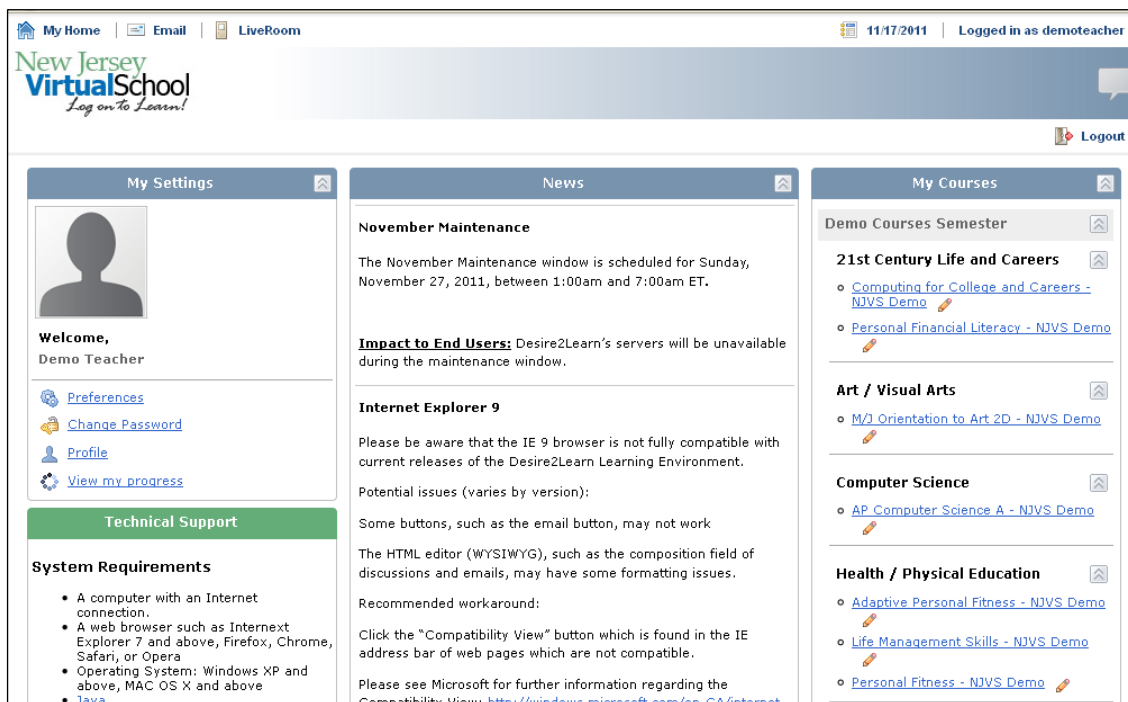 My Home
Email
LiveRoom
11/17/2011
Logged in as demoteacher
New Jersey
VirtualSchool
Log on to Learn!
Logout
My Settings
Welcome,
Demo Teacher
Preferences
Change Password
Profile
View my progress
Technical Support
System Requirements
• A computer with an Internet
connection.
• A web browser such as Internext
Explorer 7 and above, Firefox, Chrome,
Safari, or Opera
• Operating System: Windows XP and
above, MAC OS X and above
• Java
News
November Maintenance
The November Maintenance window is scheduled for Sunday,
November 27, 2011, between 1:00am and 7:00am ET.
Impact to End Users: Desire2Learn's servers will be unavailable
during the maintenance window.
Internet Explorer 9
Please be aware that the IE 9 browser is not fully compatible with
current releases of the Desire2Learn Learning Environment.
Potential issues (varies by version):
Some buttons, such as the email button, may not work
The HTML editor (WYSIWYG), such as the composition field of
discussions and emails, may have some formatting issues.
Recommended workaround:
Click the “Compatibility View” button which is found in the IE
address bar of web pages which are not compatible.
Please see Microsoft for further information regarding the
Compatibility View: http://windows.microsoft.com/en-CA/internet-
My Courses
Demo Courses Semester
21st Century Life and Careers
Computing for College and Careers -
NJVS Demo
Personal Financial Literacy - NJVS Demo
Art / Visual Arts
M/J Orientation to Art 2D - NJVS Demo
Computer Science
AP Computer Science A - NJVS Demo
Health / Physical Education
Adaptive Personal Fitness - NJVS Demo
Life Management Skills - NJVS Demo
Personal Fitness - NJVS Demo